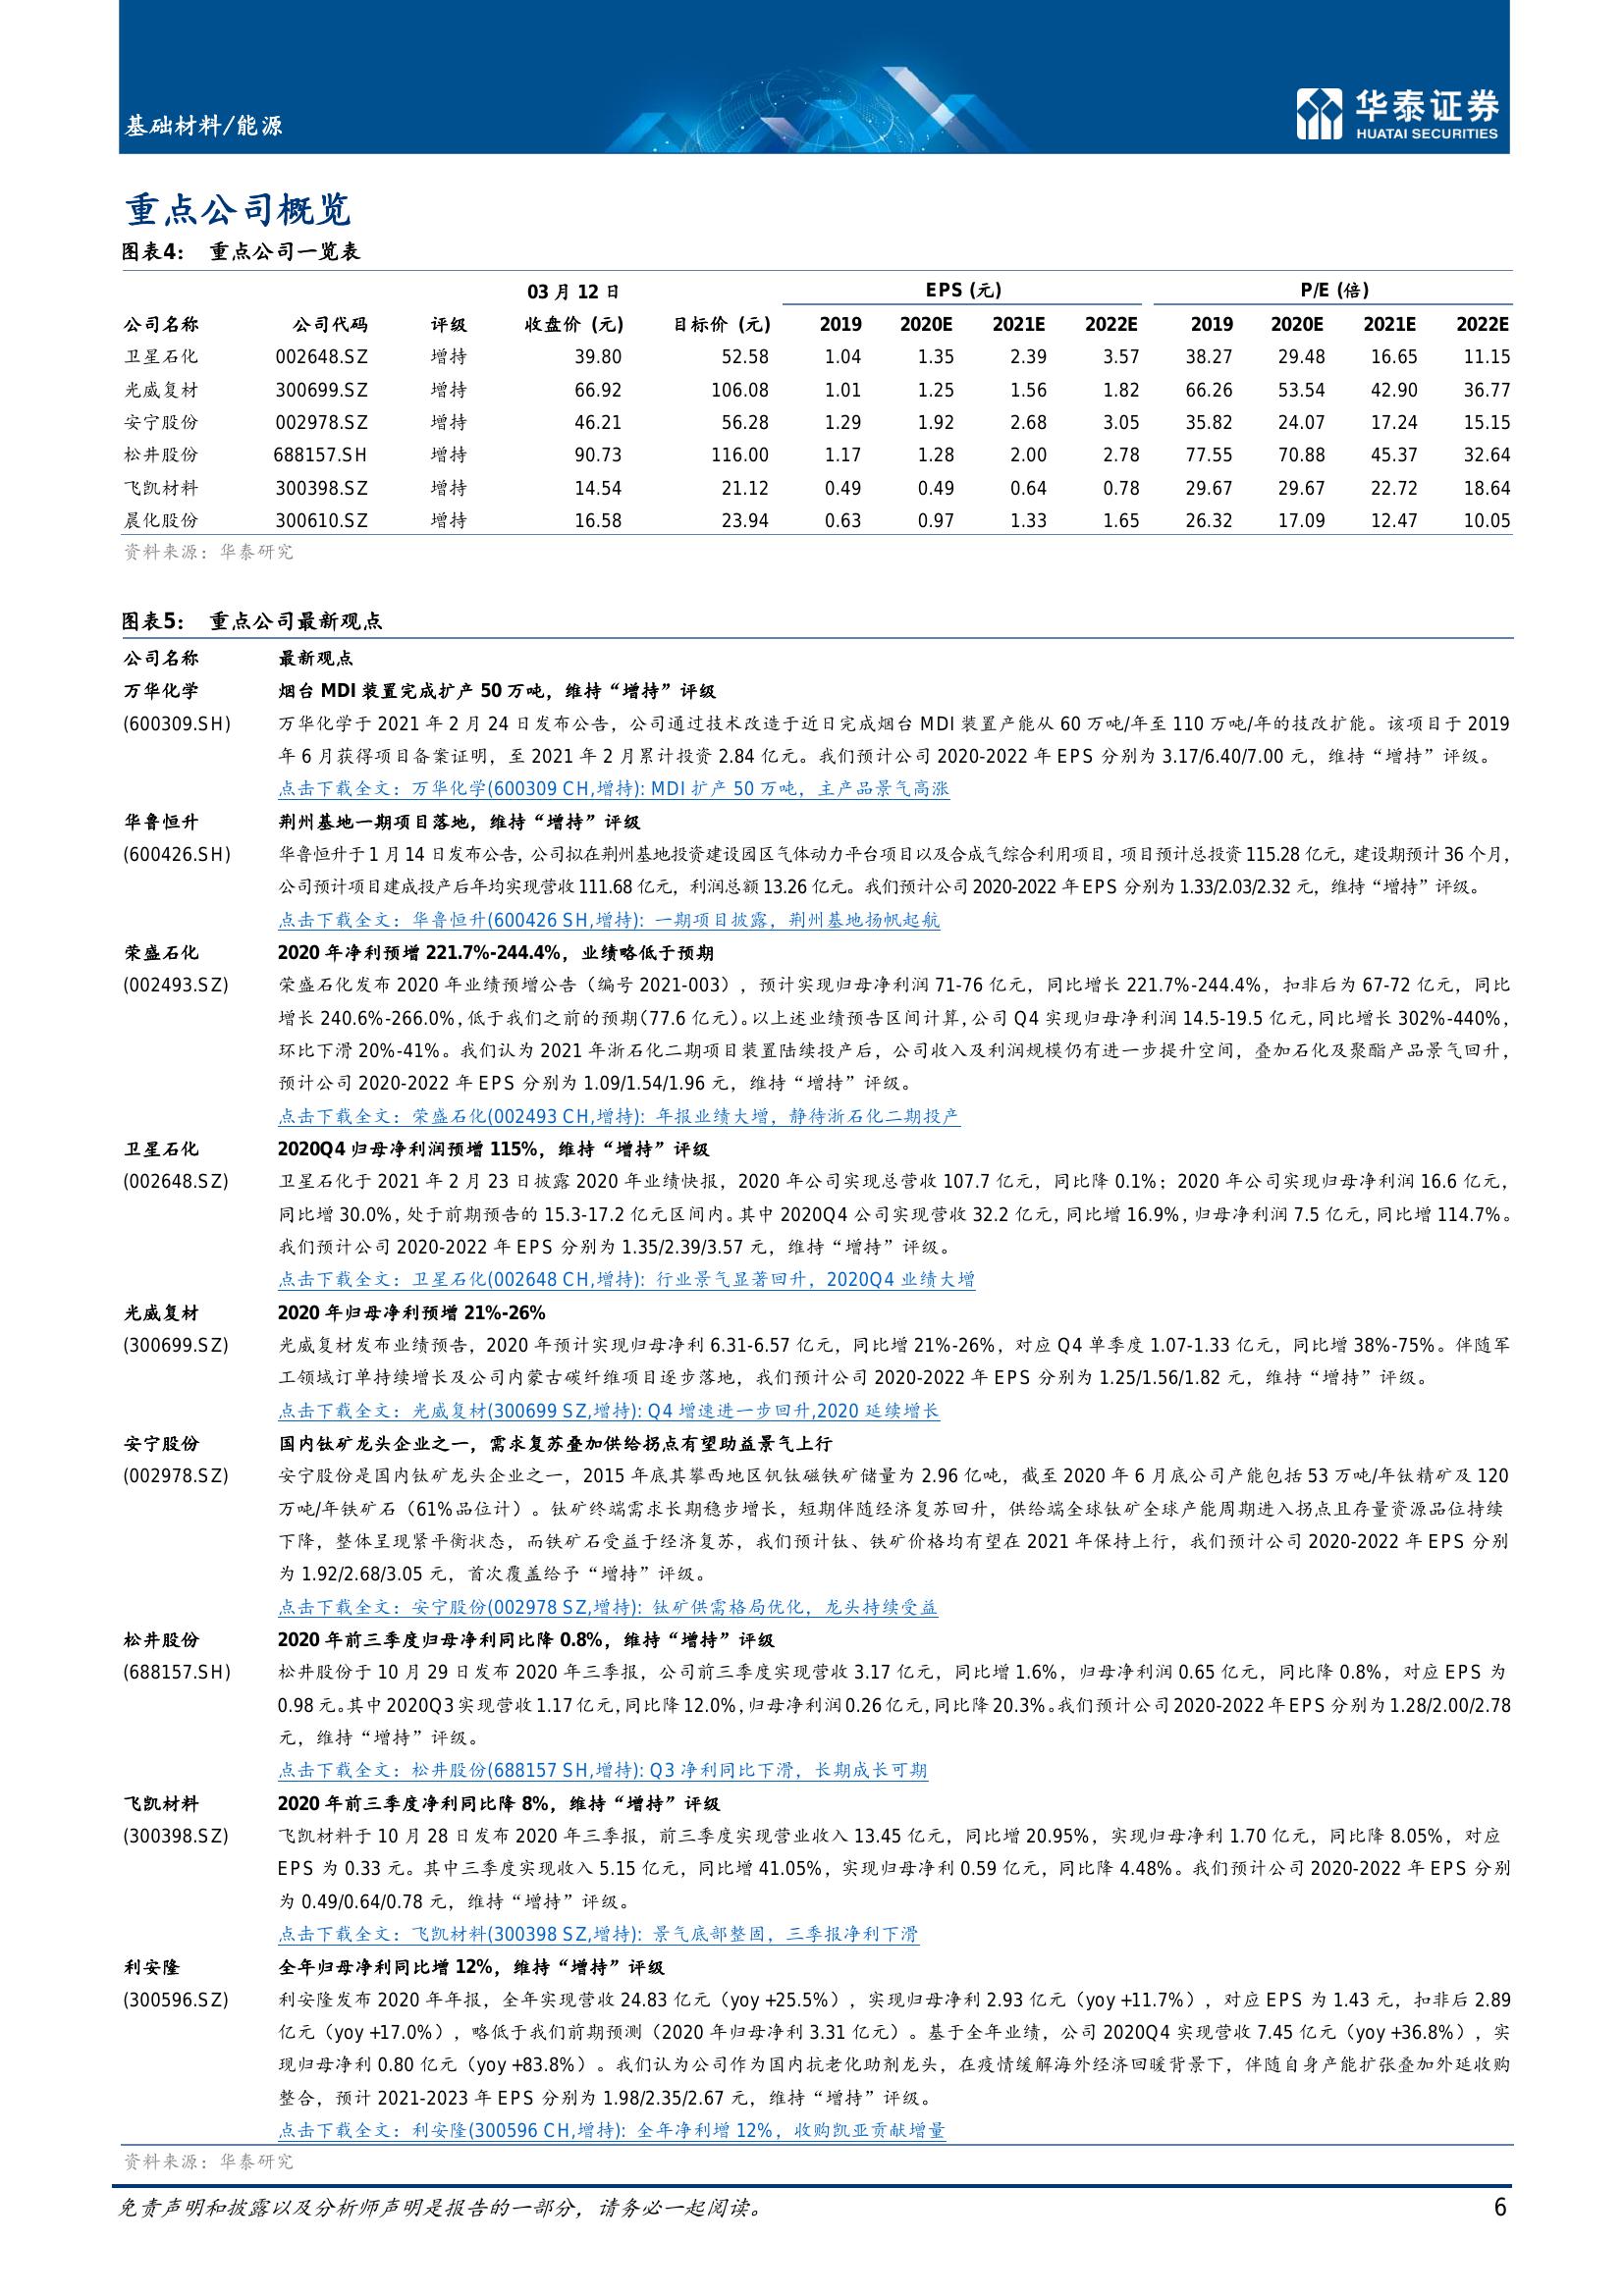 基础材料/能源
华泰证券
HUATAI SECURITIES
重点公司概览
图表4： 重点公司一览表
03 月 12 日 EPS (元) P/E (倍)
公司名称 公司代码 评级 收盘价 (元) 目标价 (元) 2019 2020E 2021E 2022E 2019 2020E 2021E 2022E
卫星石化 002648.SZ 增持 39.80 52.58 1.04 1.35 2.39 3.57 38.27 29.48 16.65 11.15
光威复材 300699.SZ 增持 66.92 106.08 1.01 1.25 1.56 1.82 66.26 53.54 42.90 36.77
安宁股份 002978.SZ 增持 46.21 56.28 1.29 1.92 2.68 3.05 35.82 24.07 17.24 15.15
松井股份 688157.SH 增持 90.73 116.00 1.17 1.28 2.00 2.78 77.55 70.88 45.37 32.64
飞凯材料 300398.SZ 增持 14.54 21.12 0.49 0.49 0.64 0.78 29.67 29.67 22.72 18.64
晨化股份 300610.SZ 增持 16.58 23.94 0.63 0.97 1.33 1.65 26.32 17.09 12.47 10.05
资料来源：华泰研究
图表5： 重点公司最新观点
公司名称 最新观点
万华化学 烟台 MDI 装置完成扩产 50 万吨，维持“增持”评级
(600309.SH) 万华化学于 2021 年 2 月 24 日发布公告，公司通过技术改造于近日完成烟台 MDI 装置产能从 60 万吨/年至 110 万吨/年的技改扩能。该项目于 2019
年 6 月获得项目备案证明，至 2021 年 2 月累计投资 2.84 亿元。我们预计公司 2020-2022 年 EPS 分别为 3.17/6.40/7.00 元，维持“增持”评级。
点击下载全文：万华化学(600309 CH,增持): MDI 扩产 50 万吨，主产品景气高涨
华鲁恒升 荆州基地一期项目落地，维持“增持”评级
(600426.SH) 华鲁恒升于 1 月 14 日发布公告，公司拟在荆州基地投资建设园区气体动力平台项目以及合成气综合利用项目，项目预计总投资 115.28 亿元，建设期预计 36 个月，
公司预计项目建成投产后年均实现营收 111.68 亿元，利润总额 13.26 亿元。我们预计公司 2020-2022 年 EPS 分别为 1.33/2.03/2.32 元，维持“增持”评级。
点击下载全文：华鲁恒升(600426 SH,增持): 一期项目披露，荆州基地扬帆起航
荣盛石化 2020 年净利预增 221.7%-244.4%，业绩略低于预期
(002493.SZ) 荣盛石化发布 2020 年业绩预增公告（编号 2021-003），预计实现归母净利润 71-76 亿元，同比增长 221.7%-244.4%，扣非后为 67-72 亿元，同比
增长 240.6%-266.0%，低于我们之前的预期（77.6 亿元）。以上述业绩预告区间计算，公司 Q4 实现归母净利润 14.5-19.5 亿元，同比增长 302%-440%，
环比下滑 20%-41%。我们认为 2021 年浙石化二期项目装置陆续投产后，公司收入及利润规模仍有进一步提升空间，叠加石化及聚酯产品景气回升，
预计公司 2020-2022 年 EPS 分别为 1.09/1.54/1.96 元，维持“增持”评级。
点击下载全文：荣盛石化(002493 CH,增持): 年报业绩大增，静待浙石化二期投产
卫星石化 2020Q4 归母净利润预增 115%，维持“增持”评级
(002648.SZ) 卫星石化于 2021 年 2 月 23 日披露 2020 年业绩快报，2020 年公司实现总营收 107.7 亿元，同比降 0.1%；2020 年公司实现归母净利润 16.6 亿元，
同比增 30.0%，处于前期预告的 15.3-17.2 亿元区间内。其中 2020Q4 公司实现营收 32.2 亿元，同比增 16.9%，归母净利润 7.5 亿元，同比增 114.7%。
我们预计公司 2020-2022 年 EPS 分别为 1.35/2.39/3.57 元，维持“增持”评级。
点击下载全文：卫星石化(002648 CH,增持): 行业景气显著回升，2020Q4 业绩大增
光威复材 2020 年归母净利预增 21%-26%
(300699.SZ) 光威复材发布业绩预告，2020 年预计实现归母净利 6.31-6.57 亿元，同比增 21%-26%，对应 Q4 单季度 1.07-1.33 亿元，同比增 38%-75%。伴随军
工领域订单持续增长及公司内蒙古碳纤维项目逐步落地，我们预计公司 2020-2022 年 EPS 分别为 1.25/1.56/1.82 元，维持“增持”评级。
点击下载全文：光威复材(300699 SZ,增持): Q4 增速进一步回升,2020 延续增长
安宁股份 国内钛矿龙头企业之一，需求复苏叠加供给拐点有望助益景气上行
(002978.SZ) 安宁股份是国内钛矿龙头企业之一，2015 年底其攀西地区钒钛磁铁矿储量为 2.96 亿吨，截至 2020 年 6 月底公司产能包括 53 万吨/年钛精矿及 120
万吨/年铁矿石（61%品位计）。钛矿终端需求长期稳步增长，短期伴随经济复苏回升，供给端全球钛矿全球产能周期进入拐点且存量资源品位持续
下降，整体呈现紧平衡状态，而铁矿石受益于经济复苏，我们预计钛、铁矿价格均有望在 2021 年保持上行，我们预计公司 2020-2022 年 EPS 分别
为 1.92/2.68/3.05 元，首次覆盖给予“增持”评级。
点击下载全文：安宁股份(002978 SZ,增持): 钛矿供需格局优化，龙头持续受益
松井股份 2020 年前三季度归母净利同比降 0.8%，维持“增持”评级
(688157.SH) 松井股份于 10 月 29 日发布 2020 年三季报，公司前三季度实现营收 3.17 亿元，同比增 1.6%，归母净利润 0.65 亿元，同比降 0.8%，对应 EPS 为
0.98 元。其中 2020Q3 实现营收 1.17 亿元，同比降 12.0%，归母净利润 0.26 亿元，同比降 20.3%。我们预计公司 2020-2022 年 EPS 分别为 1.28/2.00/2.78
元，维持“增持”评级。
点击下载全文：松井股份(688157 SH,增持): Q3 净利同比下滑，长期成长可期
飞凯材料 2020 年前三季度净利同比降 8%，维持“增持”评级
(300398.SZ) 飞凯材料于 10 月 28 日发布 2020 年三季报，前三季度实现营业收入 13.45 亿元，同比增 20.95%，实现归母净利 1.70 亿元，同比降 8.05%，对应
EPS 为 0.33 元。其中三季度实现收入 5.15 亿元，同比增 41.05%，实现归母净利 0.59 亿元，同比降 4.48%。我们预计公司 2020-2022 年 EPS 分别
为 0.49/0.64/0.78 元，维持“增持”评级。
点击下载全文：飞凯材料(300398 SZ,增持): 景气底部整固，三季报净利下滑
利安隆 全年归母净利同比增 12%，维持“增持”评级
(300596.SZ) 利安隆发布 2020 年年报，全年实现营收 24.83 亿元（yoy +25.5%），实现归母净利 2.93 亿元（yoy +11.7%），对应 EPS 为 1.43 元，扣非后 2.89
亿元（yoy +17.0%），略低于我们前期预测（2020 年归母净利 3.31 亿元）。基于全年业绩，公司 2020Q4 实现营收 7.45 亿元（yoy +36.8%），实
现归母净利 0.80 亿元（yoy +83.8%）。我们认为公司作为国内抗老化助剂龙头，在疫情缓解海外经济回暖背景下，伴随自身产能扩张叠加外延收购
整合，预计 2021-2023 年 EPS 分别为 1.98/2.35/2.67 元，维持“增持”评级。
点击下载全文：利安隆(300596 CH,增持): 全年净利增 12%，收购凯亚贡献增量
资料来源：华泰研究
免责声明和披露以及分析师声明是报告的一部分，请务必一起阅读。 6